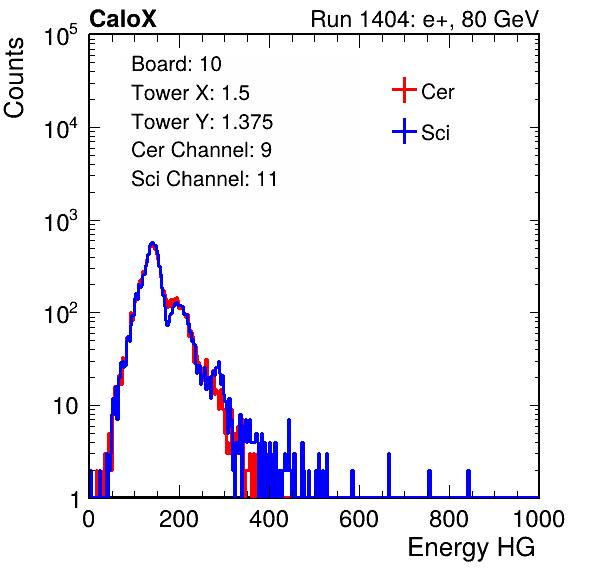 CaloX Run 1404: e+, 80 GeV
Counts
Board: 10
Tower X: 1.5
Tower Y: 1.375
Cer Channel: 9
Sci Channel: 11
Cer
Sci
10^5
10^4
10^3
10^2
10
1
0 200 400 600 800 1000
Energy HG